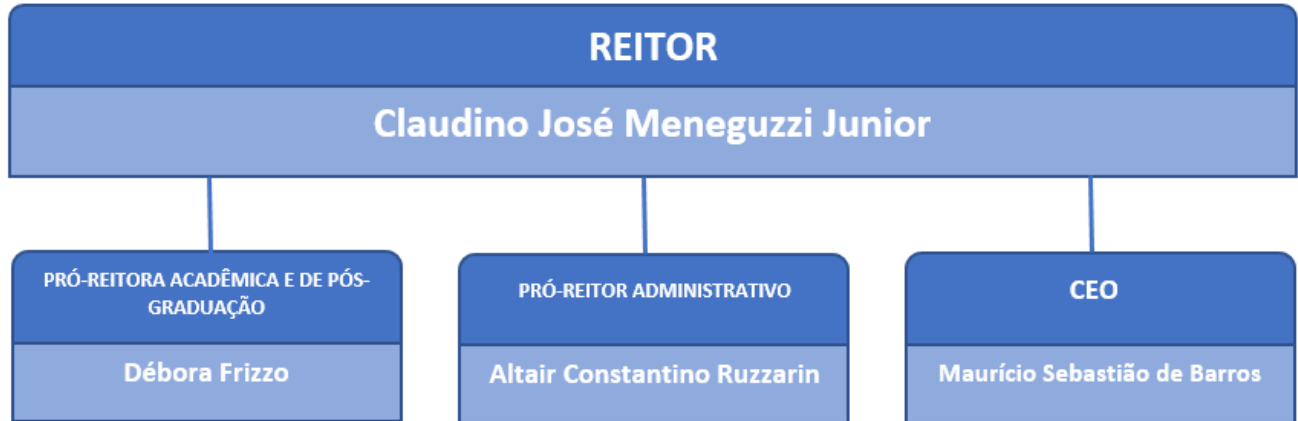 REITOR
Claudino José Meneguzzi Junior
PRÓ-REITORA ACADÊMICA E DE PÓS-
GRADUAÇÃO
Débora Frizzo
PRÓ-REITOR ADMINISTRATIVO
Altair Constantino Ruzzarin
CEO
Maurício Sebastião de Barros